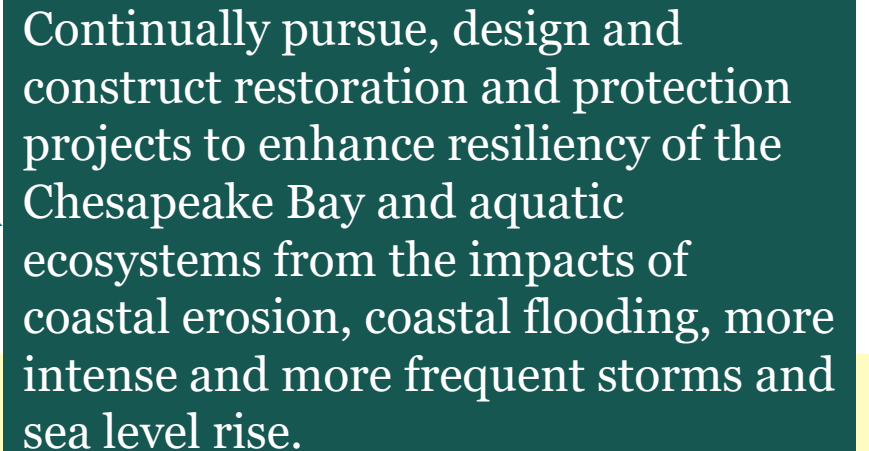 Continually pursue, design and
construct restoration and protection
projects to enhance resiliency of the
Chesapeake Bay and aquatic
ecosystems from the impacts of
coastal erosion, coastal flooding, more
intense and more frequent storms and
sea level rise.